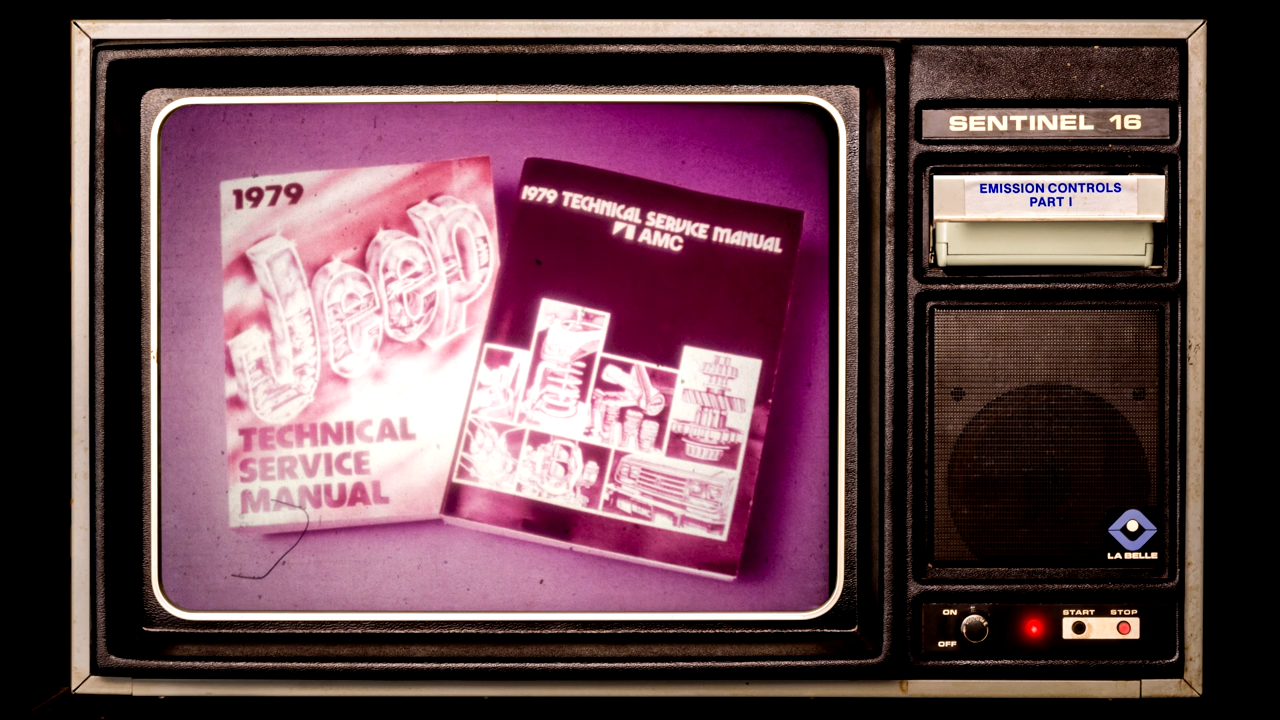 1979
Jeep
TECHNICAL
SERVICE
MANUAL
1979 TECHNICAL SERVICE MANUAL
AMC
SENTINEL 16
EMISSION CONTROLS
PART I
LA BELLE
ON
OFF
START
STOP